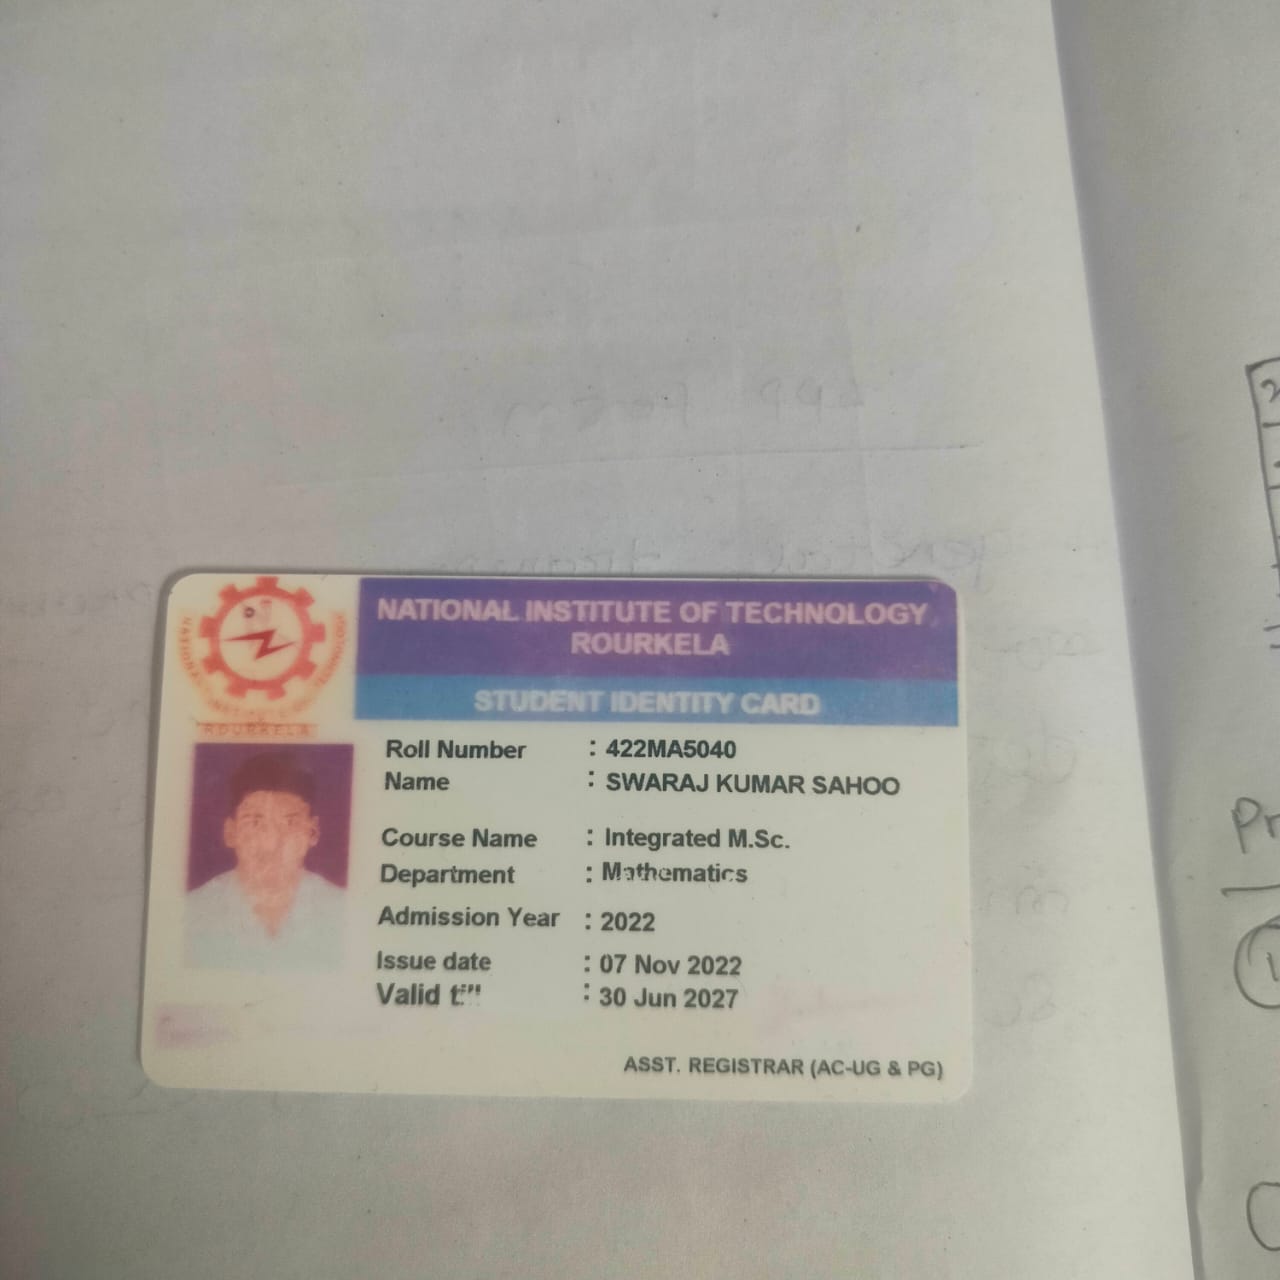 NATIONAL INSTITUTE OF TECHNOLOGY
ROURKELA
STUDENT IDENTITY CARD
ROURKELA
Roll Number : 422MA5040
Name : SWARAJ KUMAR SAHOO
Course Name : Integrated M.Sc.
Department : Mathematics
Admission Year : 2022
Issue date : 07 Nov 2022
Valid till : 30 Jun 2027
ASST. REGISTRAR (AC-UG & PG)